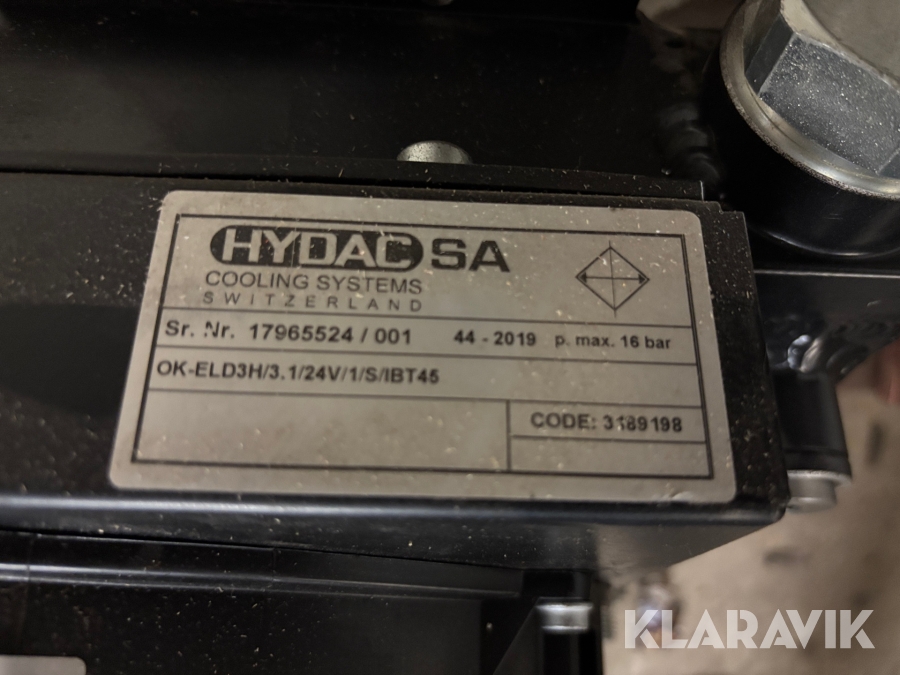 HYDAC SA
COOLING SYSTEMS
SWITZERLAND
Sr. Nr. 17965524 / 001 44 - 2019 p. max. 16 bar
OK-ELD3H/3.1/24V/1/S/IBT45
CODE: 3189198
KLARAVIK